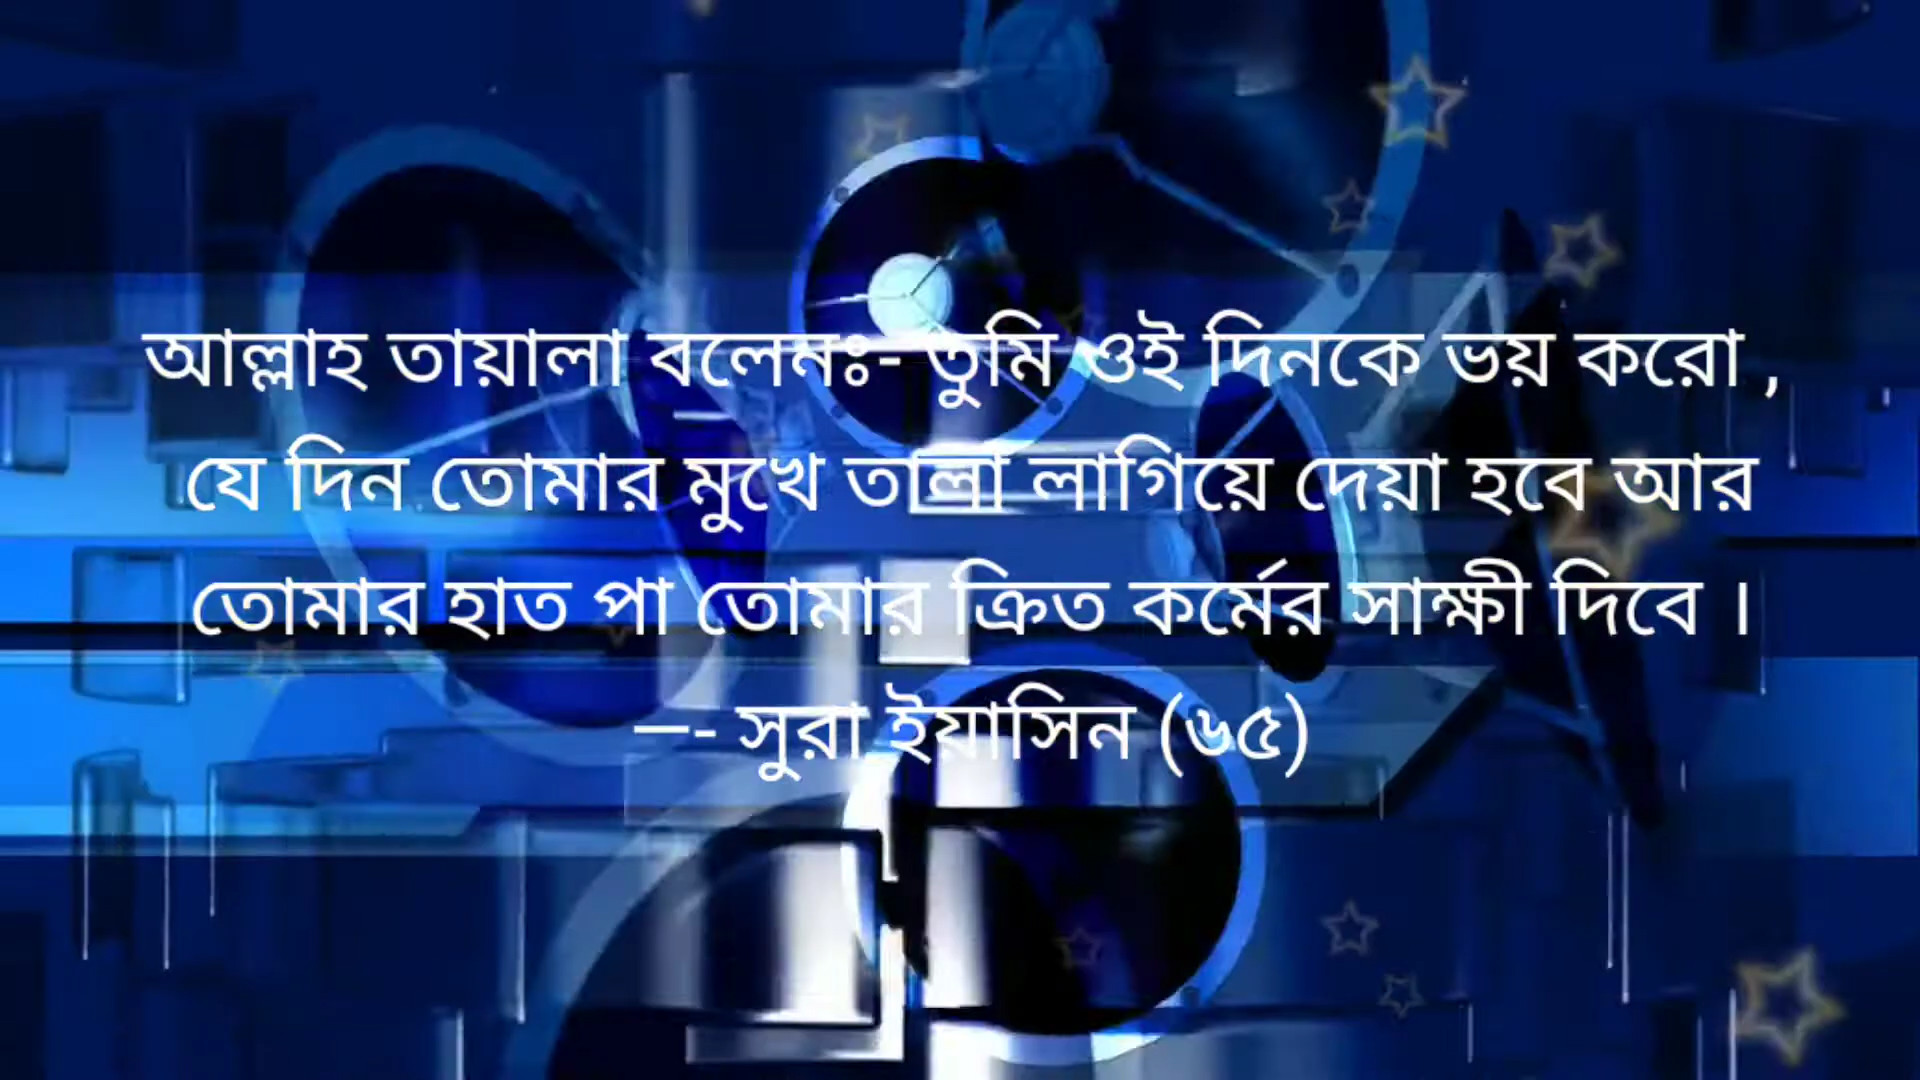 আল্লাহ তায়ালা বলেনঃ- তুমি ওই দিনকে ভয় করো ,
যে দিন তোমার মুখে তালা লাগিয়ে দেয়া হবে আর
তোমার হাত পা তোমার ক্রিত কর্মের সাক্ষী দিবে ।
—- সুরা ইয়াসিন (৬৫)